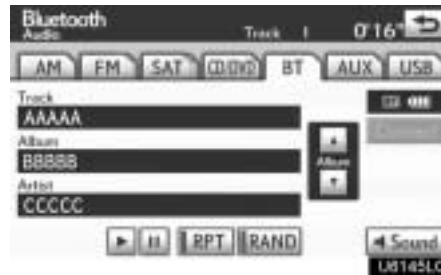 Bluetooth
Audio Track 1 0'16"
AM FM SAT CD/DVD BT AUX USB
Track
AAAAA
Album
BBBBB
Album
Artist
CCCCC
RPT RAND Sound